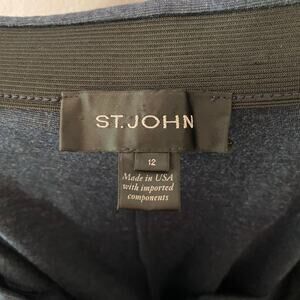 ST.JOHN
12
Made in USA
with imported
components